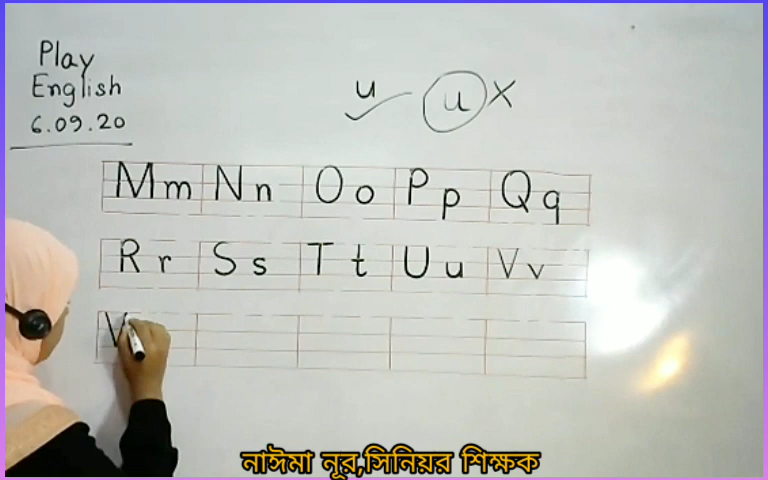 Play
English
6.09.20
u u X
Mm Nn Oo Pp Qq
Rr Ss Tt Uu Vv
নাঈমা নূর,সিনিয়র শিক্ষক